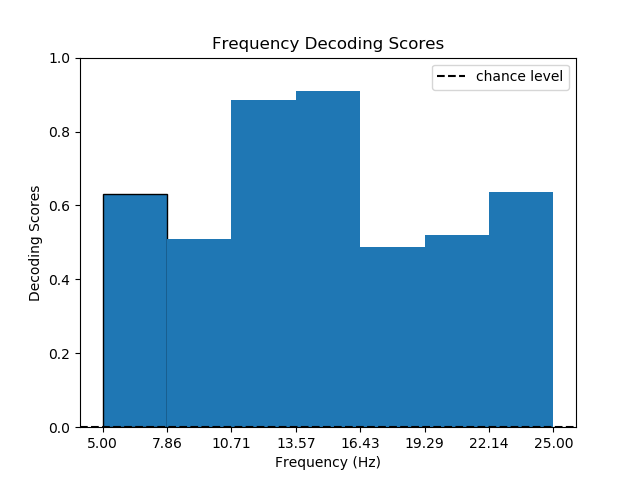 Frequency Decoding Scores
chance level
1.0
0.8
0.6
0.4
0.2
0.0
Decoding Scores
5.00 7.86 10.71 13.57 16.43 19.29 22.14 25.00
Frequency (Hz)